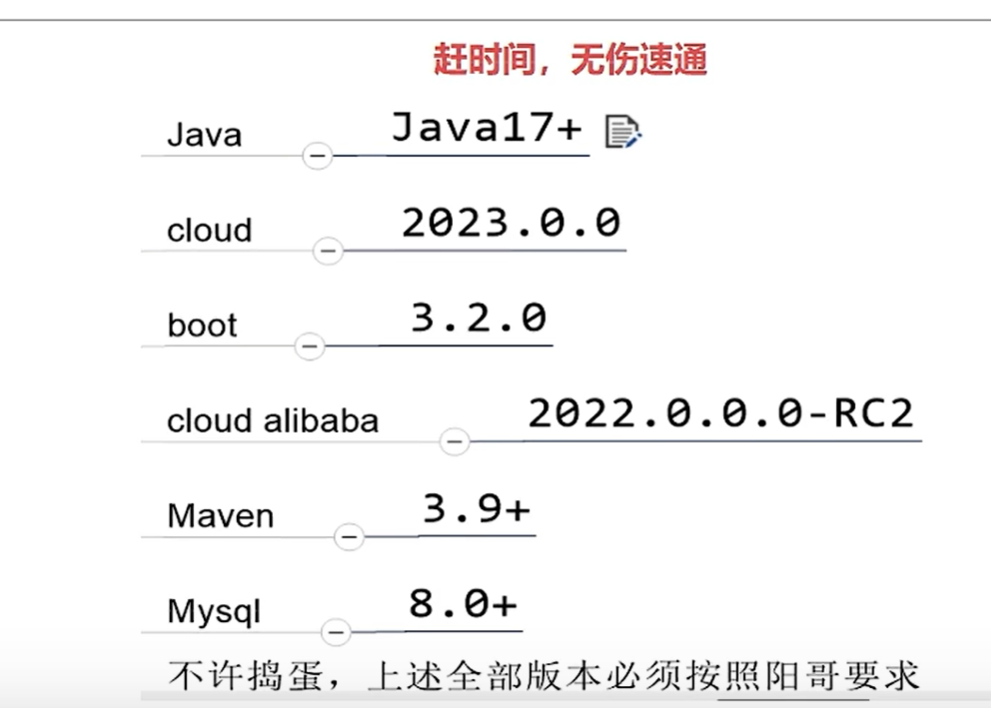 赶时间，无伤速通
Java Java17+
cloud 2023.0.0
boot 3.2.0
cloud alibaba 2022.0.0.0-RC2
Maven 3.9+
Mysql 8.0+
不许捣蛋，上述全部版本必须按照阳哥要求